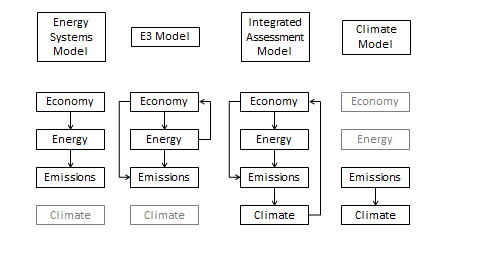 Energy
Systems
Model
E3 Model
Integrated
Assessment
Model
Climate
Model
Economy
Economy
Economy
Economy
Energy
Energy
Energy
Energy
Emissions
Emissions
Emissions
Emissions
Climate
Climate
Climate
Climate